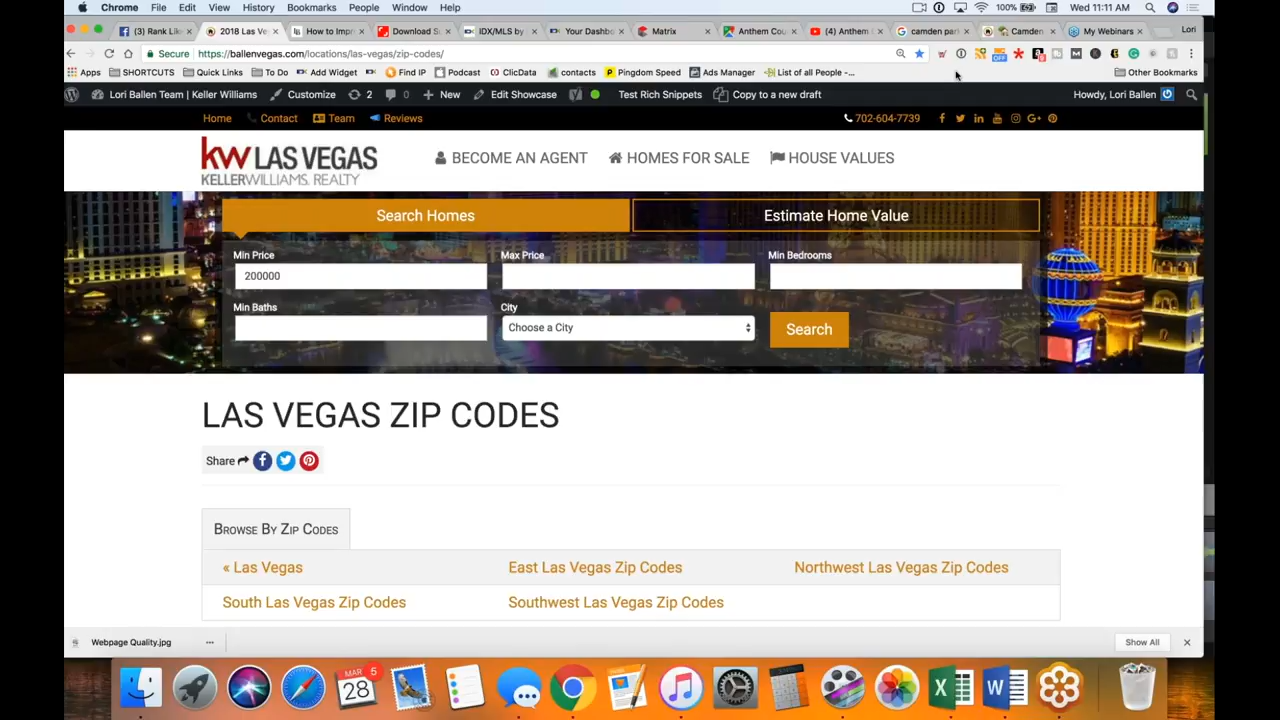 Chrome File Edit View History Bookmarks People Window Help 100% Wed 11:11 AM
(3) Rank Like 2018 Las Ve How to Impr Download S IDX/MLS by Your Dashbo Matrix Anthem Cou (4) Anthem camden par Camden My Webinars Lori
Secure https://ballenvegas.com/locations/las-vegas/zip-codes/
Apps SHORTCUTS Quick Links To Do Add Widget Find IP Podcast ClicData contacts Pingdom Speed Ads Manager List of all People -... Other Bookmarks
Lori Ballen Team | Keller Williams Customize 2 0 New Edit Showcase Test Rich Snippets Copy to a new draft Howdy, Lori Ballen
Home Contact Team Reviews 702-604-7739
kw LAS VEGAS
KELLERWILLIAMS. REALTY
BECOME AN AGENT HOMES FOR SALE HOUSE VALUES
Search Homes Estimate Home Value
Min Price Max Price Min Bedrooms
200000
Min Baths City
Choose a City Search
LAS VEGAS ZIP CODES
Share
Browse By Zip Codes
« Las Vegas East Las Vegas Zip Codes Northwest Las Vegas Zip Codes
South Las Vegas Zip Codes Southwest Las Vegas Zip Codes
Webpage Quality.jpg Show All
MAR 5
28